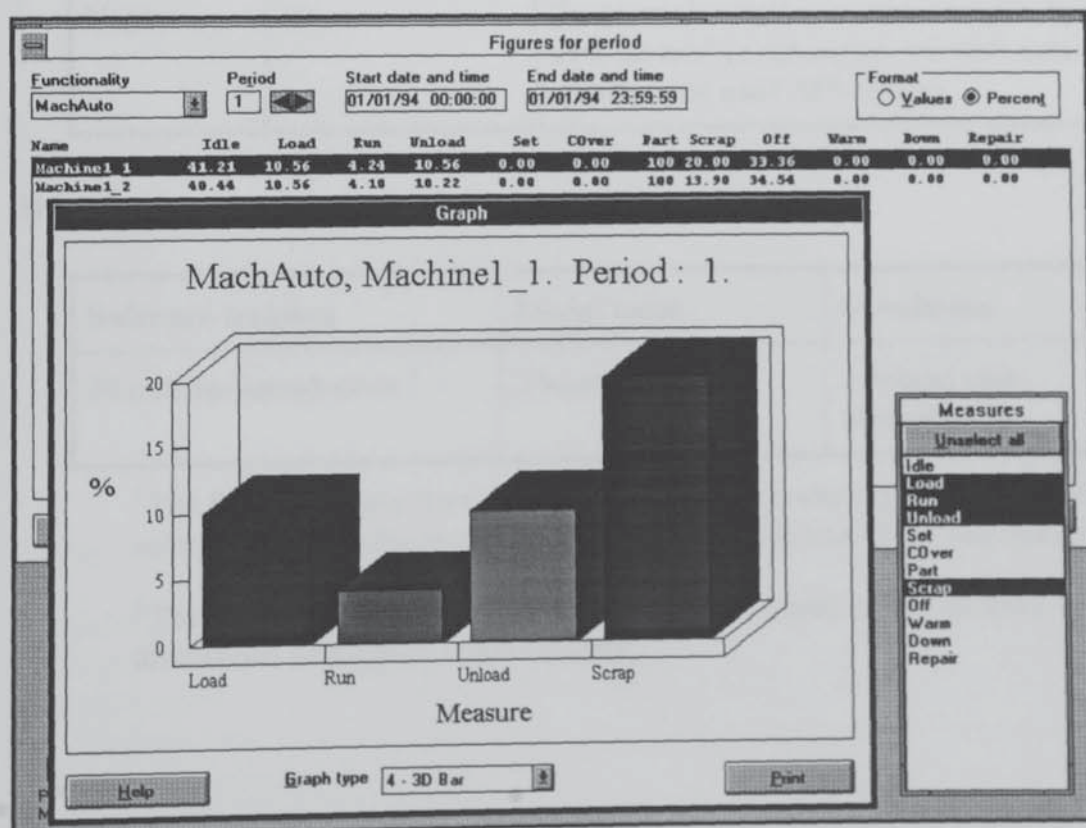 Figures for period
Functionality Period Start date and time End date and time Format
MachAuto 1 01/01/94 00:00:00 01/01/94 23:59:59 Values Percent
Name Idle Load Run Unload Set COver Part Scrap Off Warm Down Repair
Machine1_1 41.21 10.56 4.24 10.56 0.00 0.00 100 20.00 33.36 0.00 0.00 0.00
Machine1_2 40.44 10.56 4.10 10.22 0.00 0.00 100 13.90 34.54 0.00 0.00 0.00
Graph
MachAuto, Machine1_1. Period : 1.
20
15
%
10
5
0
Load Run Unload Scrap
Measure
Help Graph type 4 - 3D Bar Print
Measures
Unselect all
Idle
Load
Run
Unload
Set
COver
Part
Scrap
Off
Warm
Down
Repair